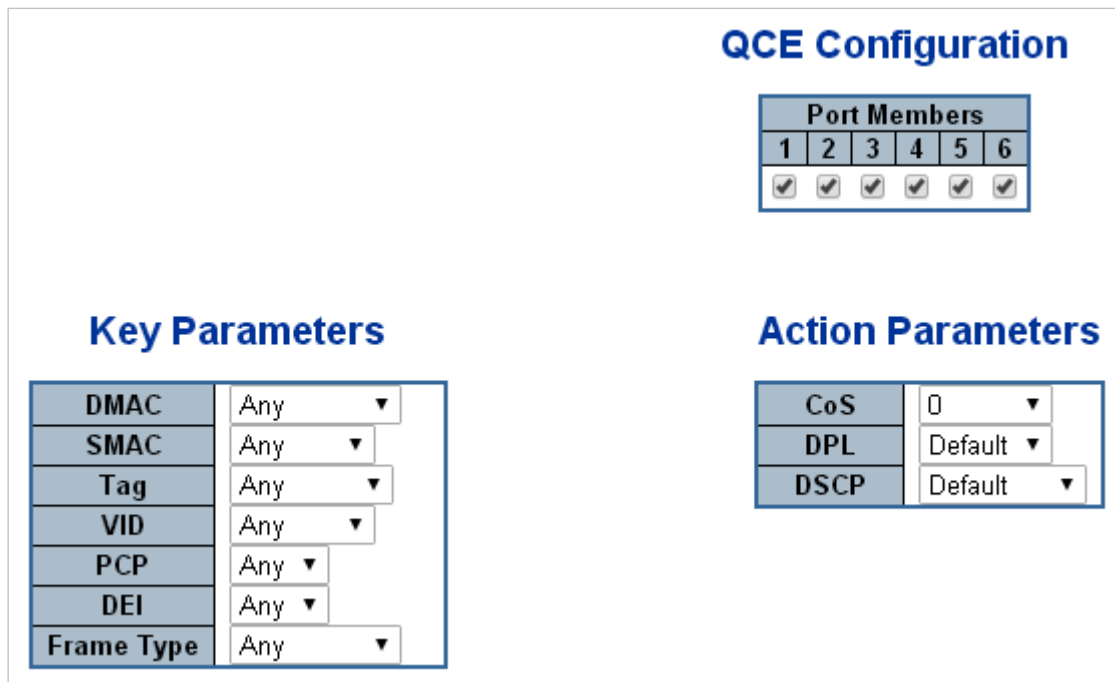 QCE Configuration
Port Members
1 2 3 4 5 6
Key Parameters
DMAC Any
SMAC Any
Tag Any
VID Any
PCP Any
DEI Any
Frame Type Any
Action Parameters
CoS 0
DPL Default
DSCP Default